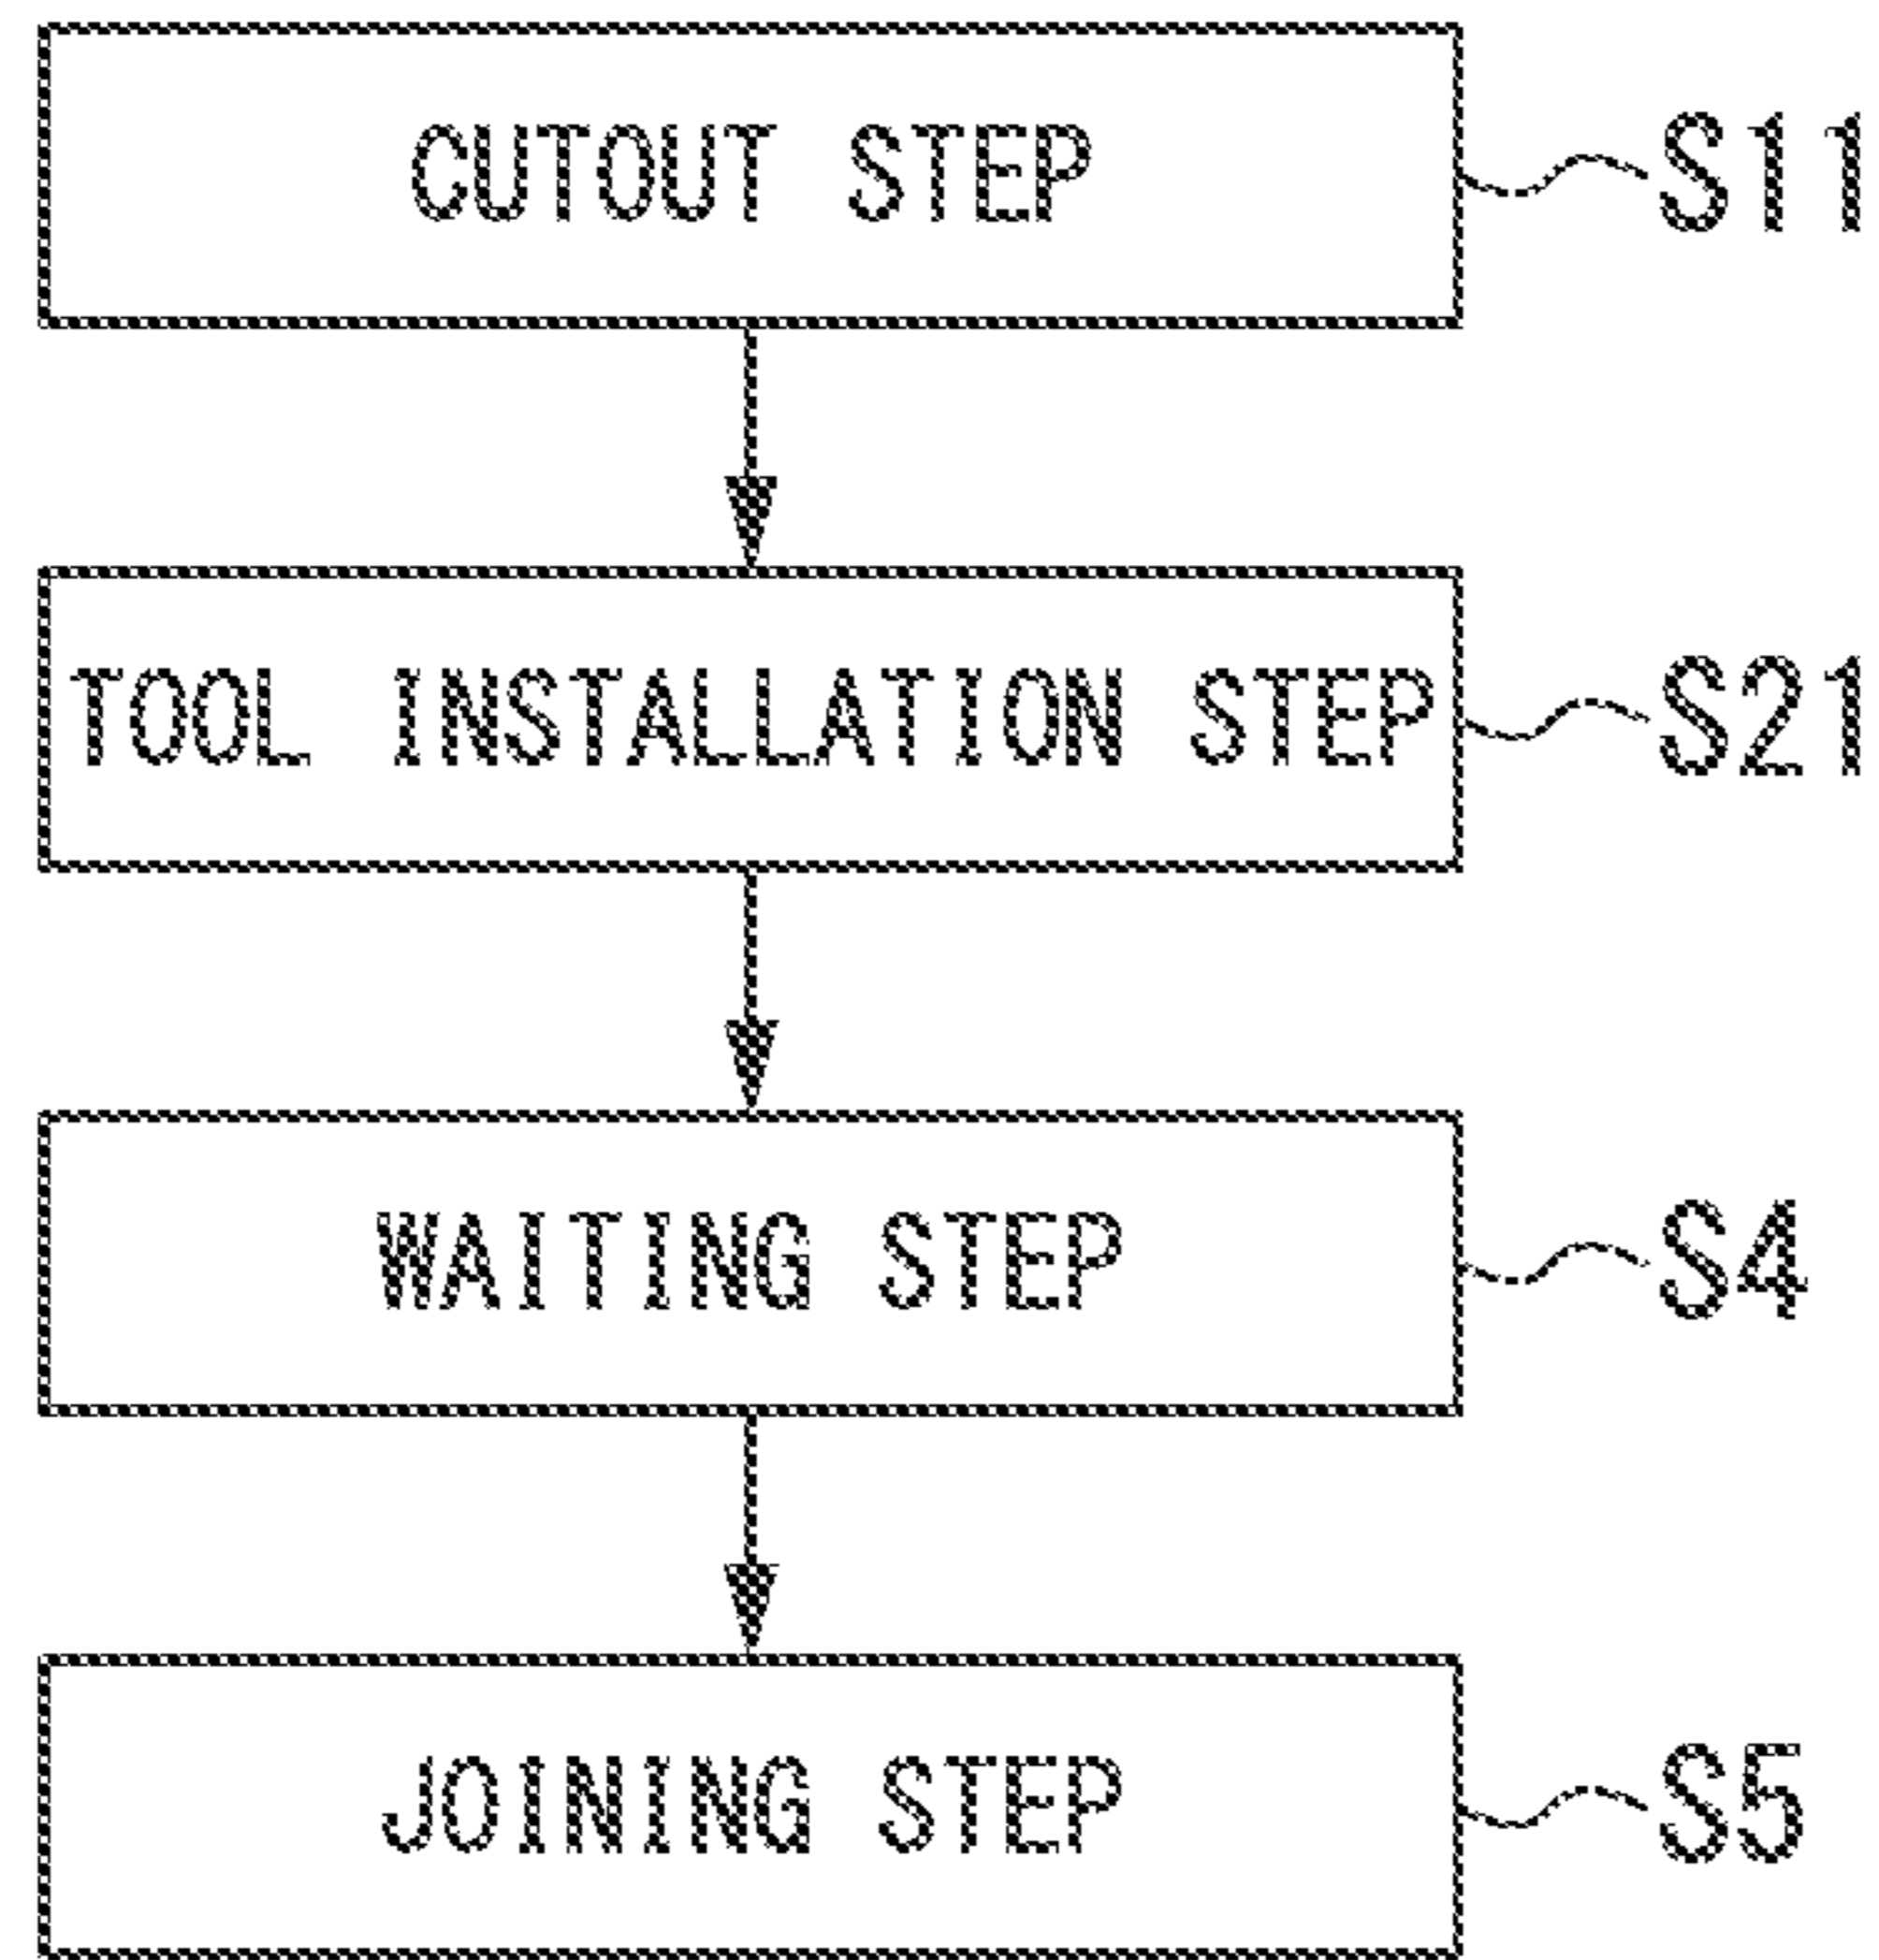 CUTOUT STEP S11
TOOL INSTALLATION STEP S21
WAITING STEP S4
JOINING STEP S5